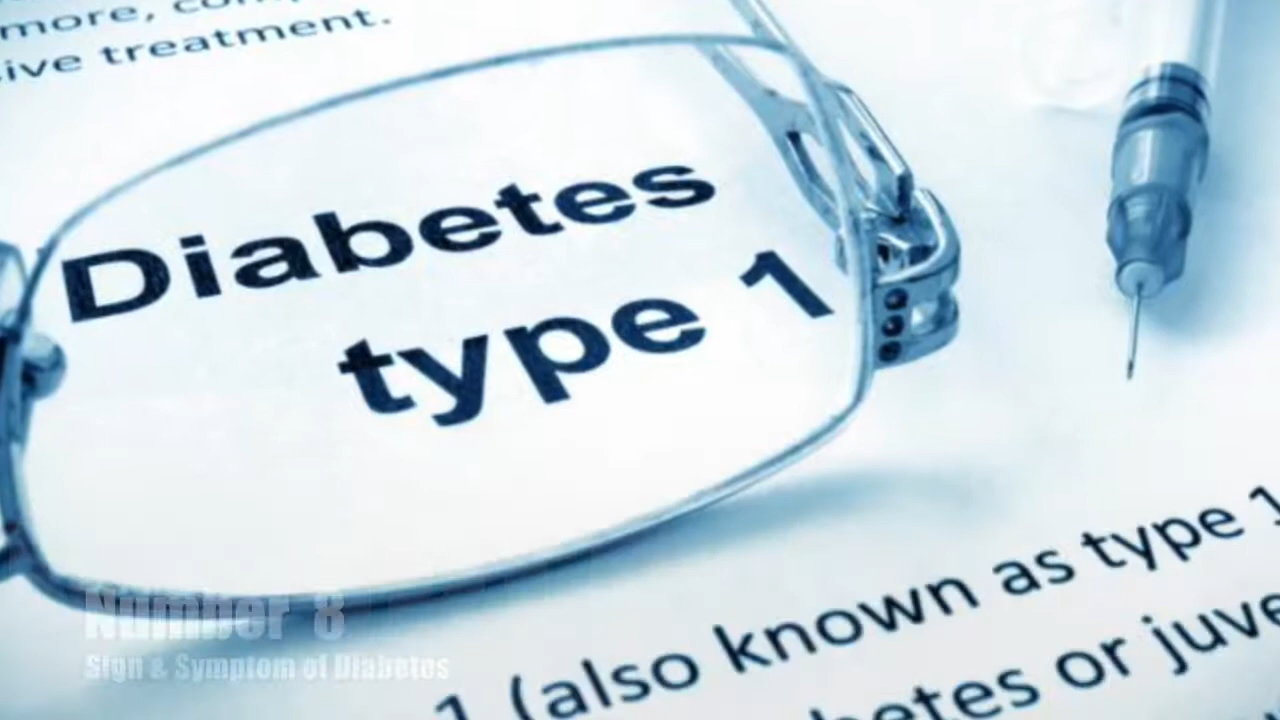 more,
ive treatment.
Diabetes
type 1
Number 8
Sign & Symptom of Diabetes
1 (also known as type 1
betes or juve